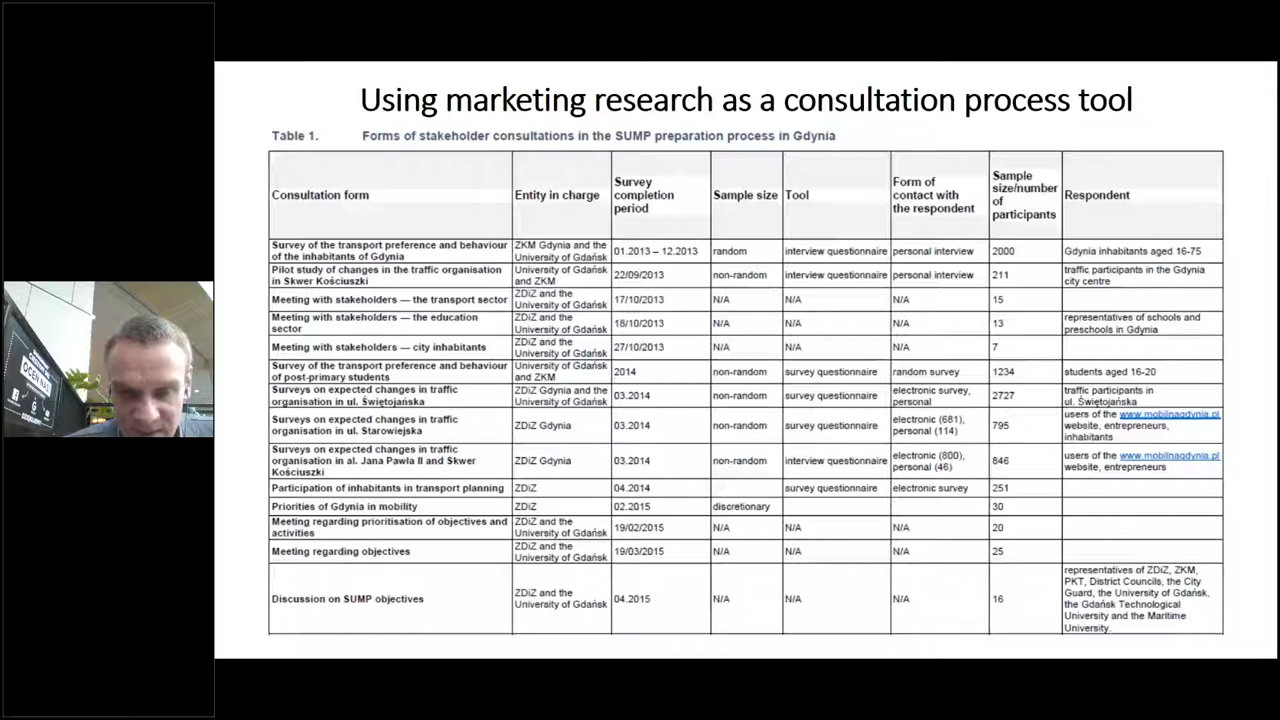 Using marketing research as a consultation process tool
Table 1. Forms of stakeholder consultations in the SUMP preparation process in Gdynia
Consultation form Entity in charge Survey completion period Sample size Tool Form of contact with the respondent Sample size/number of participants Respondent
Survey of the transport preference and behaviour of the inhabitants of Gdynia ZKM Gdynia and the University of Gdańsk 01.2013 – 12.2013 random interview questionnaire personal interview 2000 Gdynia inhabitants aged 16-75
Pilot study of changes in the traffic organisation in Skwer Kościuszki University of Gdańsk and ZKM 22/09/2013 non-random interview questionnaire personal interview 211 traffic participants in the Gdynia city centre
Meeting with stakeholders — the transport sector ZDiZ and the University of Gdańsk 17/10/2013 N/A N/A N/A 15
Meeting with stakeholders — the education sector ZDiZ and the University of Gdańsk 18/10/2013 N/A N/A N/A 13 representatives of schools and preschools in Gdynia
Meeting with stakeholders — city inhabitants ZDiZ and the University of Gdańsk 27/10/2013 N/A N/A N/A 7
Survey of the transport preference and behaviour of post-primary students University of Gdańsk and ZKM 2014 non-random survey questionnaire random survey 1234 students aged 16-20
Surveys on expected changes in traffic organisation in ul. Świętojańska ZDiZ Gdynia and the University of Gdańsk 03.2014 non-random survey questionnaire electronic survey, personal 2727 traffic participants in ul. Świętojańska
Surveys on expected changes in traffic organisation in ul. Starowiejska ZDiZ Gdynia 03.2014 non-random survey questionnaire electronic (681), personal (114) 795 users of the www.mobilnagdynia.pl website, entrepreneurs, inhabitants
Surveys on expected changes in traffic organisation in al. Jana Pawła II and Skwer Kościuszki ZDiZ Gdynia 03.2014 non-random interview questionnaire electronic (800), personal (46) 846 users of the www.mobilnagdynia.pl website, entrepreneurs
Participation of inhabitants in transport planning ZDiZ 04.2014 survey questionnaire electronic survey 251
Priorities of Gdynia in mobility ZDiZ 02.2015 discretionary 30
Meeting regarding prioritisation of objectives and activities ZDiZ and the University of Gdańsk 19/02/2015 N/A N/A N/A 20
Meeting regarding objectives ZDiZ and the University of Gdańsk 19/03/2015 N/A N/A N/A 25
Discussion on SUMP objectives ZDiZ and the University of Gdańsk 04.2015 N/A N/A N/A 16 representatives of ZDiZ, ZKM, PKT, District Councils, the City Guard, the University of Gdańsk, the Gdańsk Technological University and the Maritime University.
OCEN NAS